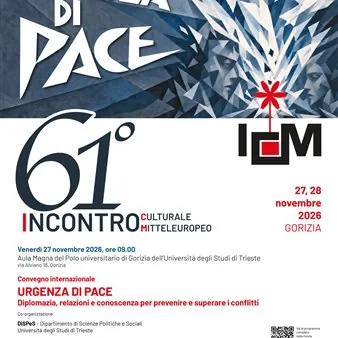 DI
PACE
61°
ICM
INCONTRO CULTURALE MITTELEUROPEO
27, 28
novembre
2026
GORIZIA
Venerdì 27 novembre 2026, ore 09.00
Aula Magna del Polo universitario di Gorizia dell'Università degli Studi di Trieste
via Alviano 18, Gorizia
Convegno internazionale
URGENZA DI PACE
Diplomazia, relazioni e conoscenza per prevenire e superare i conflitti
Co-organizzazione:
DiSPeS - Dipartimento di Scienze Politiche e Sociali
Università degli Studi di Trieste